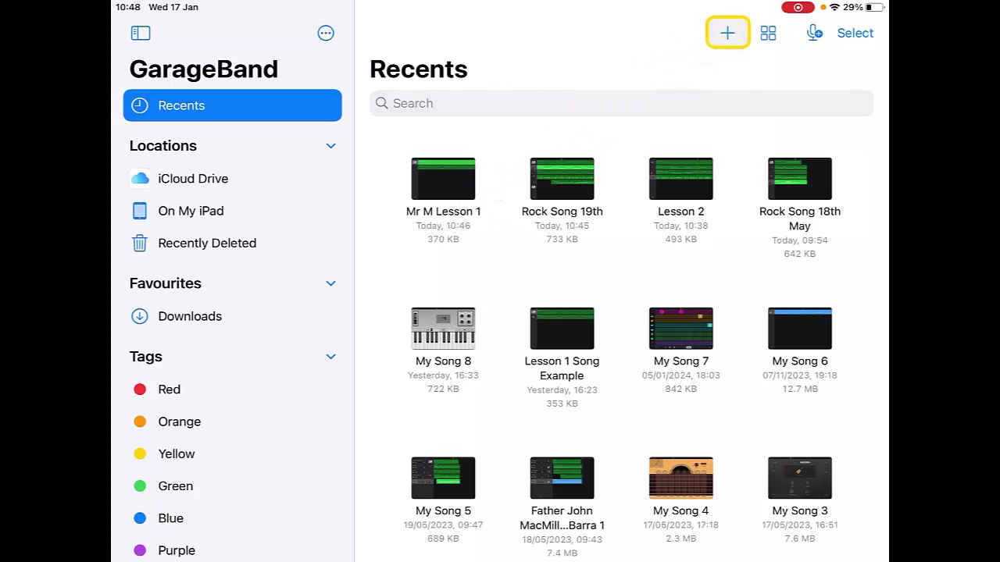 10:48 Wed 17 Jan
29%
Select
GarageBand
Recents
Locations
iCloud Drive
On My iPad
Recently Deleted
Favourites
Downloads
Tags
Red
Orange
Yellow
Green
Blue
Purple
Recents
Search
Mr M Lesson 1
Today, 10:46
370 KB
Rock Song 19th
Today, 10:45
733 KB
Lesson 2
Today, 10:38
493 KB
Rock Song 18th
May
Today, 09:54
642 KB
My Song 8
Yesterday, 16:33
722 KB
Lesson 1 Song
Example
Yesterday, 16:23
353 KB
My Song 7
05/01/2024, 18:03
842 KB
My Song 6
07/11/2023, 19:18
12.7 MB
My Song 5
19/05/2023, 09:47
689 KB
Father John
MacMill...Barra 1
18/05/2023, 09:43
7.4 MB
My Song 4
17/05/2023, 17:18
2.3 MB
My Song 3
17/05/2023, 16:51
7.6 MB